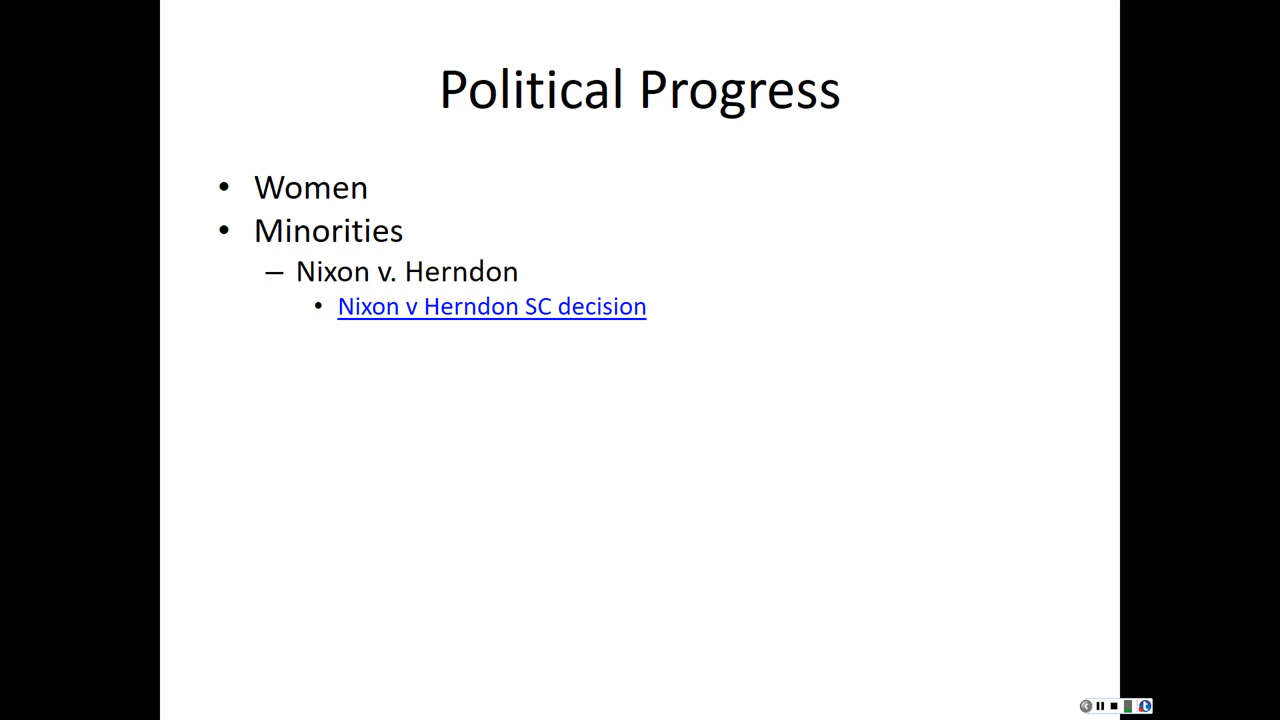 Political Progress
• Women
• Minorities
– Nixon v. Herndon
• Nixon v Herndon SC decision